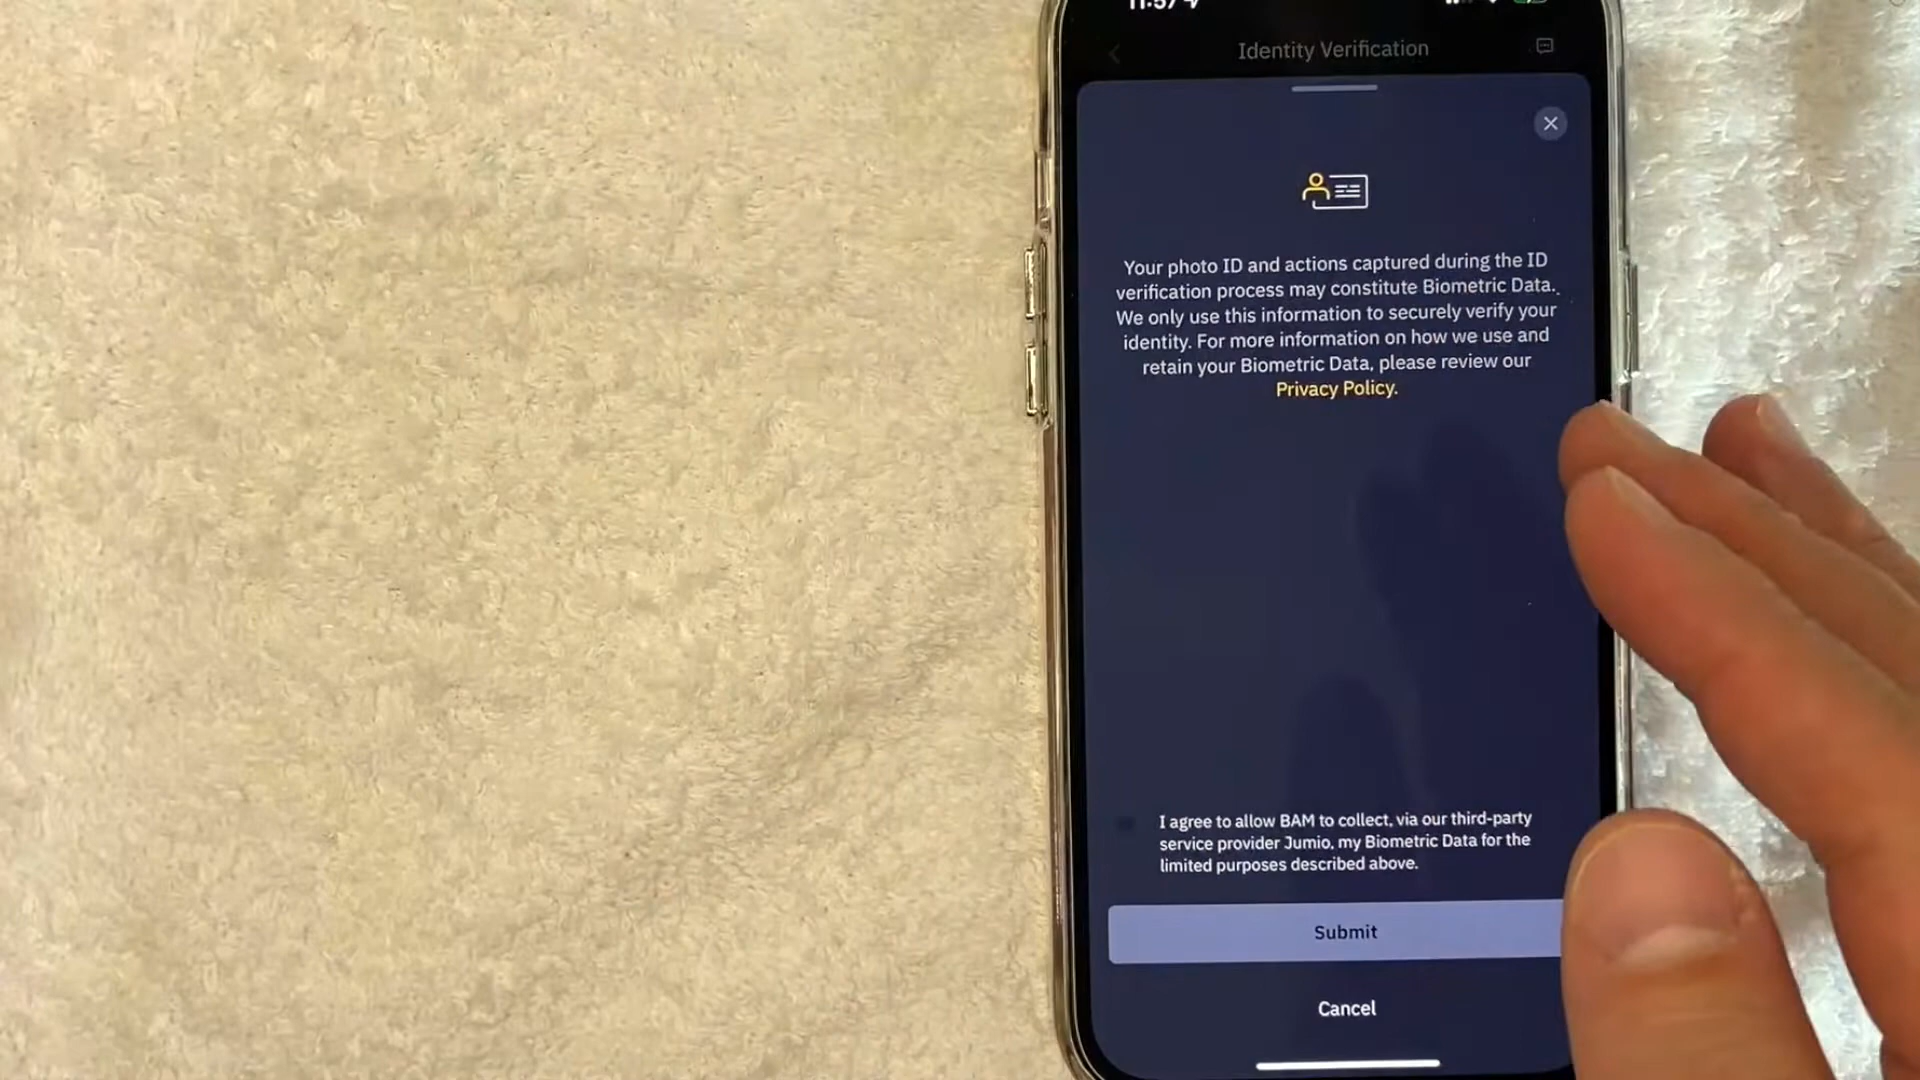 11:57
Identity Verification
Your photo ID and actions captured during the ID
verification process may constitute Biometric Data.
We only use this information to securely verify your
identity. For more information on how we use and
retain your Biometric Data, please review our
Privacy Policy.
I agree to allow BAM to collect, via our third-party
service provider Jumio, my Biometric Data for the
limited purposes described above.
Submit
Cancel